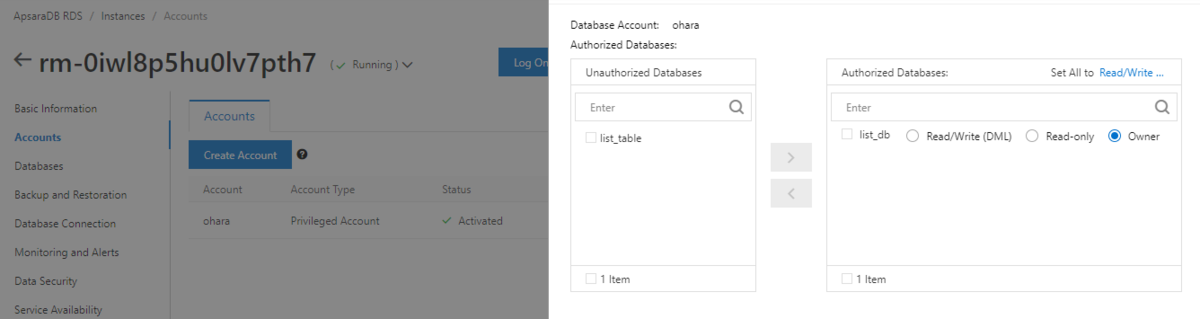 ApsaraDB RDS / Instances / Accounts
rm-0iwl8p5hu0lv7pth7 ( Running )
Log On
Basic Information
Accounts
Databases
Backup and Restoration
Database Connection
Monitoring and Alerts
Data Security
Service Availability
Accounts
Create Account
Account Account Type Status
ohara Privileged Account Activated
Database Account: ohara
Authorized Databases:
Unauthorized Databases
Enter
list_table
1 Item
Authorized Databases: Set All to Read/Write ...
Enter
list_db Read/Write (DML) Read-only Owner
1 Item